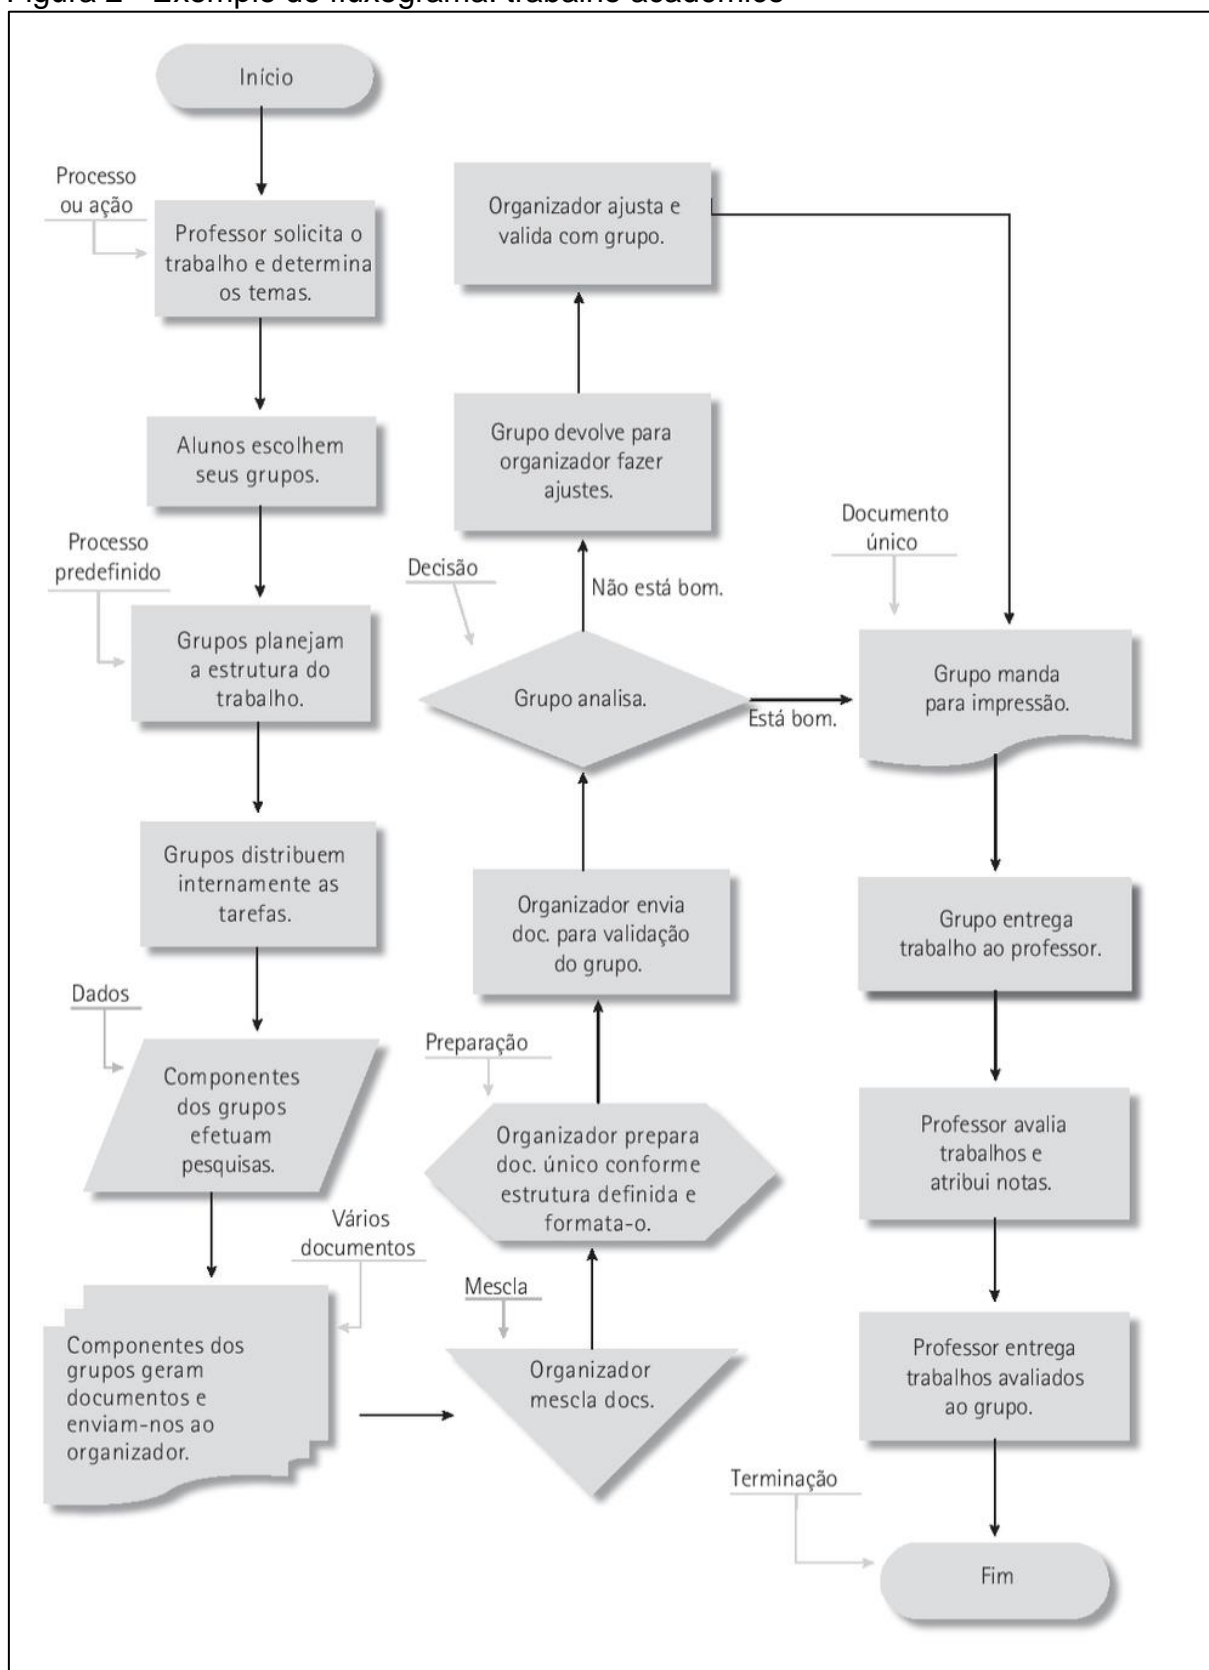 Figura 2 - Exemplo de fluxograma: trabalho acadêmico
Início
Processo
ou ação
Professor solicita o
trabalho e determina
os temas.
Alunos escolhem
seus grupos.
Processo
predefinido
Grupos planejam
a estrutura do
trabalho.
Grupos distribuem
internamente as
tarefas.
Dados
Componentes
dos grupos
efetuam
pesquisas.
Vários
documentos
Componentes dos
grupos geram
documentos e
enviam-nos ao
organizador.
Mescla
Organizador
mescla docs.
Preparação
Organizador prepara
doc. único conforme
estrutura definida e
formata-o.
Organizador envia
doc. para validação
do grupo.
Decisão
Grupo analisa.
Não está bom.
Está bom.
Grupo devolve para
organizador fazer
ajustes.
Organizador ajusta e
valida com grupo.
Documento
único
Grupo manda
para impressão.
Grupo entrega
trabalho ao professor.
Professor avalia
trabalhos e
atribui notas.
Professor entrega
trabalhos avaliados
ao grupo.
Terminação
Fim